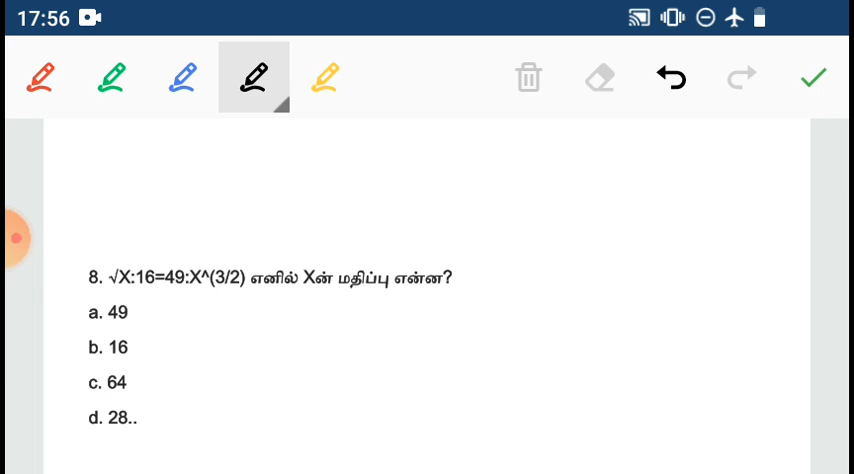 17:56
8. √X:16=49:X^(3/2) எனில் Xன் மதிப்பு என்ன?
a. 49
b. 16
c. 64
d. 28..